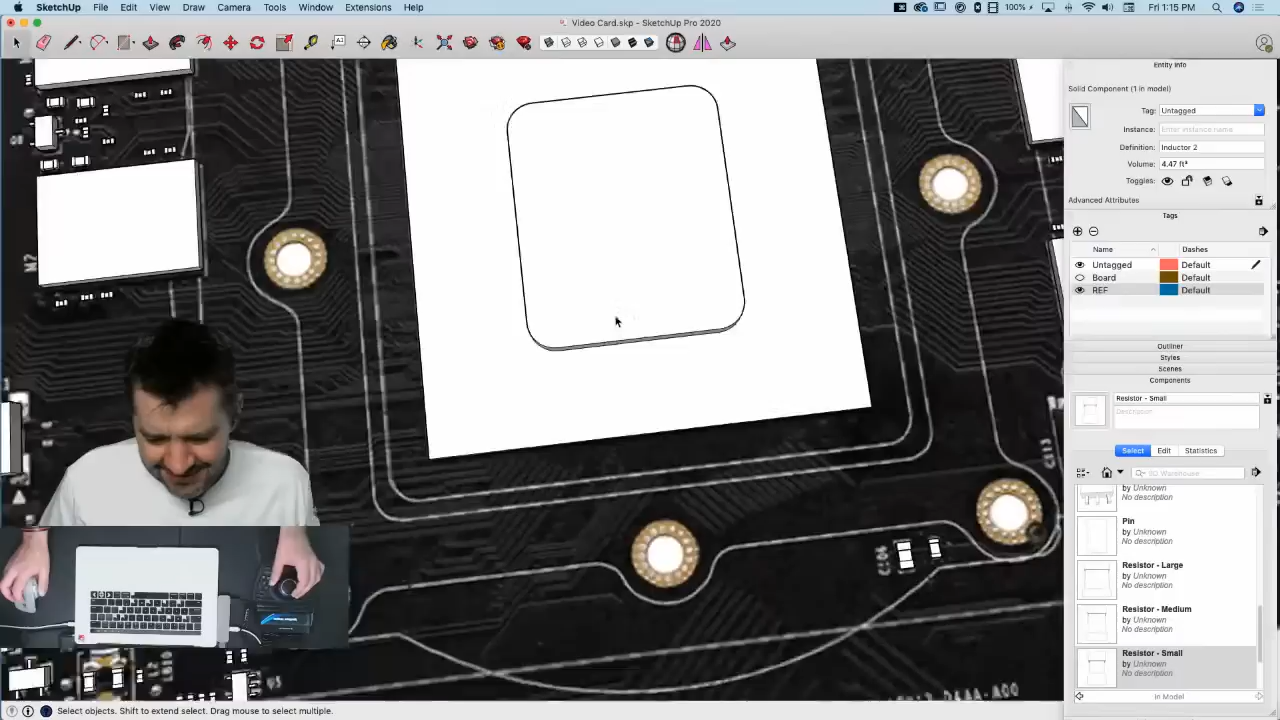 SketchUp File Edit View Draw Camera Tools Window Extensions Help 100% Fri 1:15 PM
Video Card.skp - SketchUp Pro 2020
Entity Info
Solid Component (1 in model)
Tag: Untagged
Instance: Enter instance name
Definition: Inductor 2
Volume: 4.47 ft³
Toggles:
Advanced Attributes
Tags
Name Dashes
Untagged Default
Board Default
REF Default
Outliner
Styles
Scenes
Components
Resistor - Small
Description
Select Edit Statistics
3D Warehouse
by Unknown
No description
Pin
by Unknown
No description
Resistor - Large
by Unknown
No description
Resistor - Medium
by Unknown
No description
Resistor - Small
by Unknown
No description
In Model
Select objects. Shift to extend select. Drag mouse to select multiple.